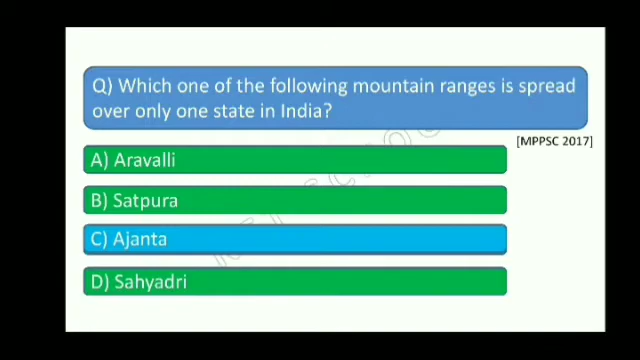 Q) Which one of the following mountain ranges is spread
over only one state in India?
[MPPSC 2017]
A) Aravalli
B) Satpura
C) Ajanta
D) Sahyadri